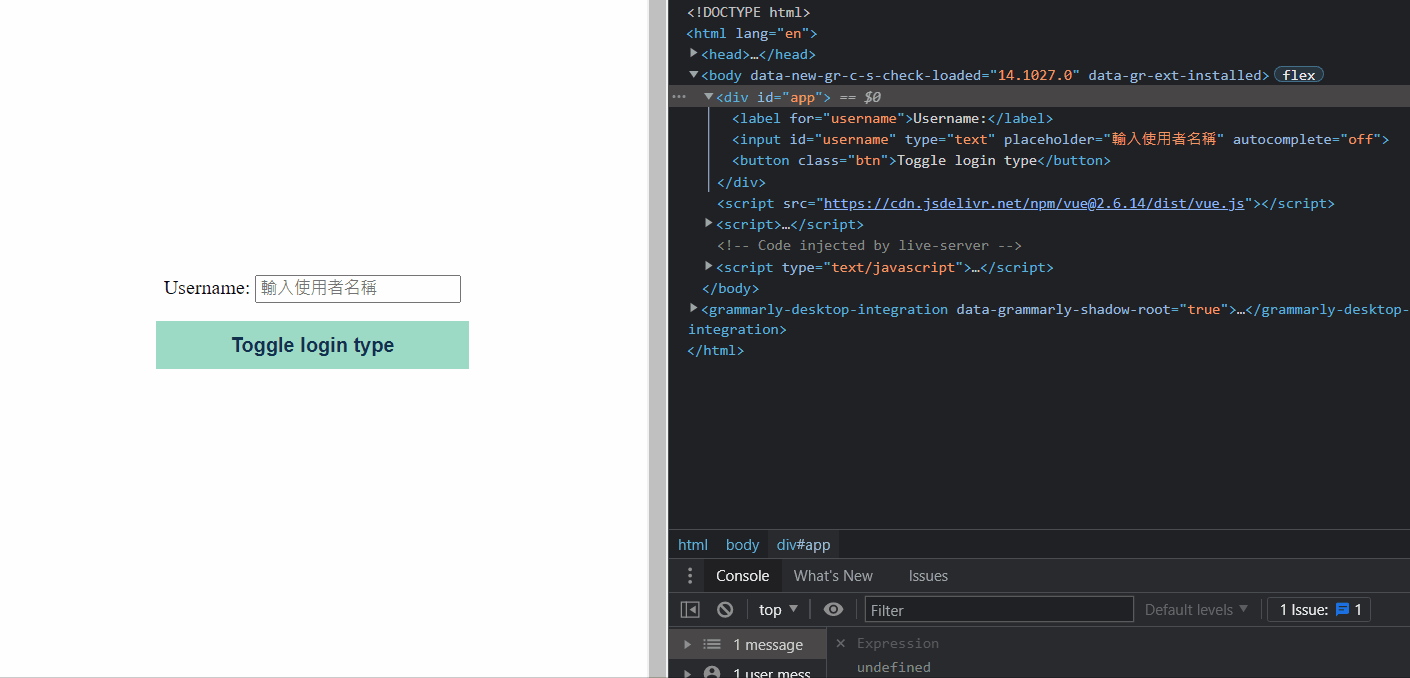 Username: 輸入使用者名稱
Toggle login type
<!DOCTYPE html>
<html lang="en">
<head>…</head>
<body data-new-gr-c-s-check-loaded="14.1027.0" data-gr-ext-installed> flex
<div id="app"> == $0
<label for="username">Username:</label>
<input id="username" type="text" placeholder="輸入使用者名稱" autocomplete="off">
<button class="btn">Toggle login type</button>
</div>
<script src="https://cdn.jsdelivr.net/npm/vue@2.6.14/dist/vue.js"></script>
<script>…</script>
<!-- Code injected by live-server -->
<script type="text/javascript">…</script>
</body>
<grammarly-desktop-integration data-grammarly-shadow-root="true">…</grammarly-desktop-
integration>
</html>
html body div#app
Console What's New Issues
top Filter Default levels 1 Issue: 1
1 message
Expression
undefined
1 user mess